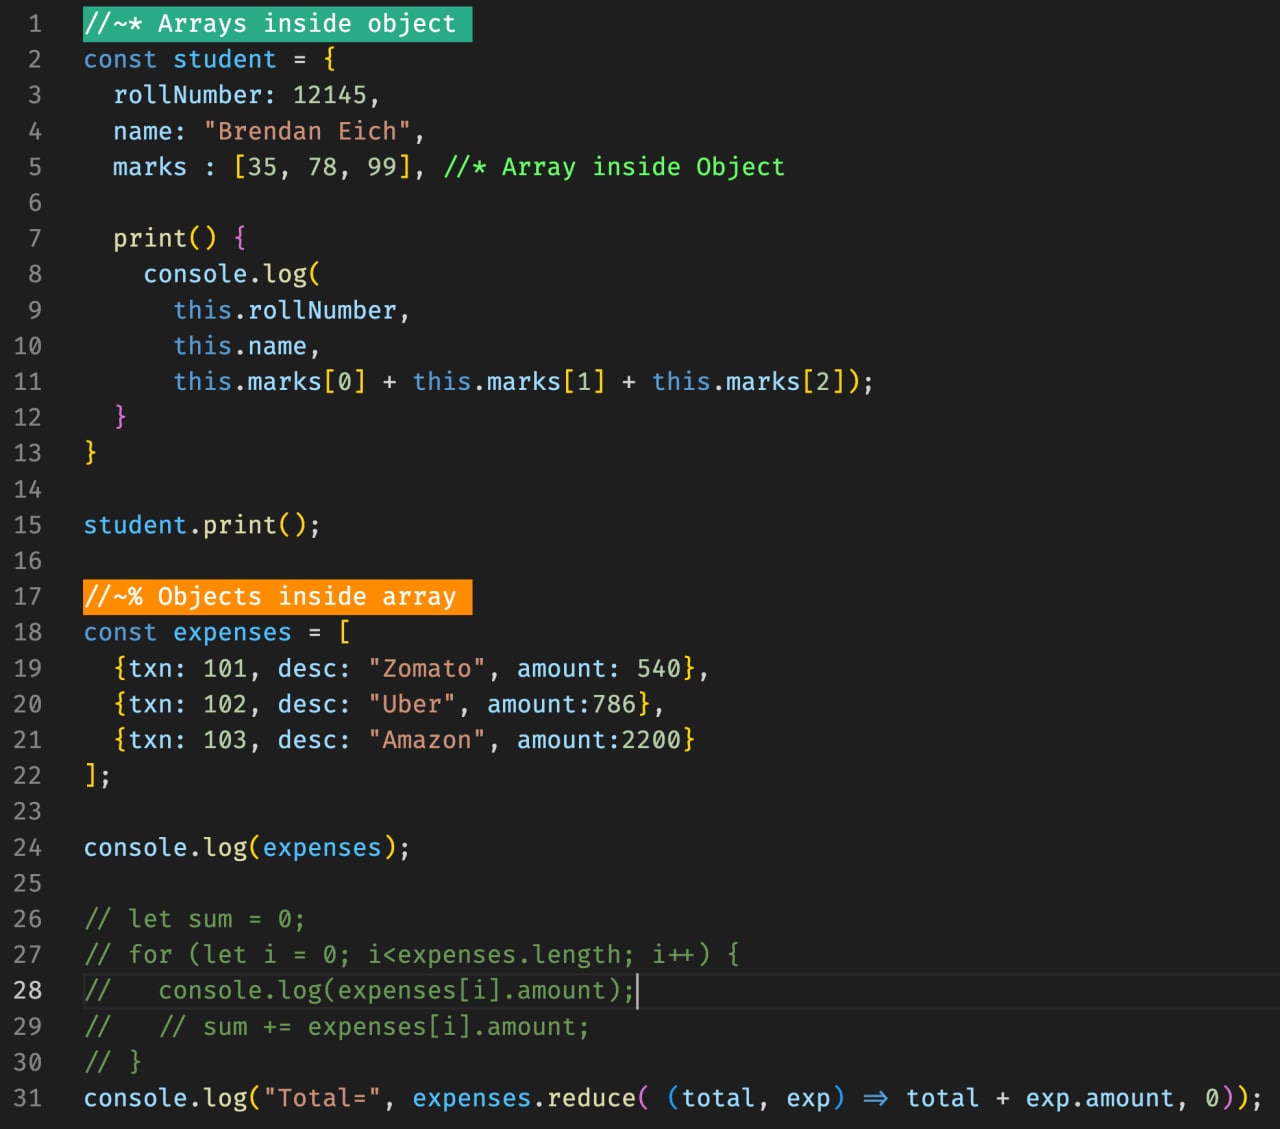 1 //~* Arrays inside object
2 const student = {
3   rollNumber: 12145,
4   name: "Brendan Eich",
5   marks : [35, 78, 99], //* Array inside Object
6
7   print() {
8     console.log(
9       this.rollNumber,
10       this.name,
11       this.marks[0] + this.marks[1] + this.marks[2]);
12   }
13 }
14
15 student.print();
16
17 //~% Objects inside array
18 const expenses = [
19   {txn: 101, desc: "Zomato", amount: 540},
20   {txn: 102, desc: "Uber", amount:786},
21   {txn: 103, desc: "Amazon", amount:2200}
22 ];
23
24 console.log(expenses);
25
26 // let sum = 0;
27 // for (let i = 0; i<expenses.length; i++) {
28 //   console.log(expenses[i].amount);
29 //   // sum += expenses[i].amount;
30 // }
31 console.log("Total=", expenses.reduce( (total, exp) => total + exp.amount, 0));